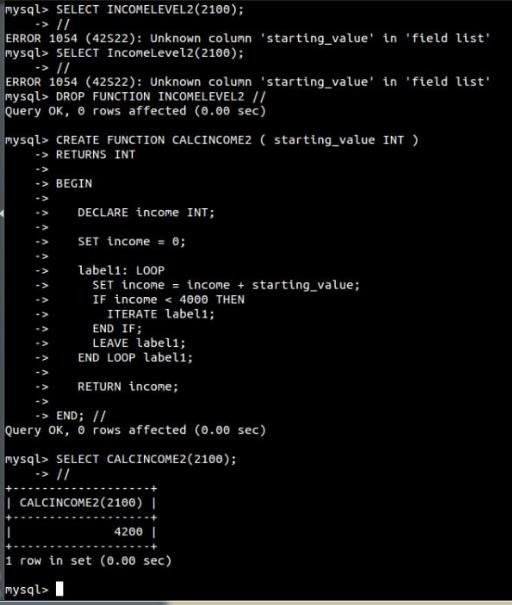 mysql> SELECT INCOMELEVEL2(2100);
    -> //
ERROR 1054 (42S22): Unknown column 'starting_value' in 'field list'
mysql> SELECT IncomeLevel2(2100);
    -> //
ERROR 1054 (42S22): Unknown column 'starting_value' in 'field list'
mysql> DROP FUNCTION INCOMELEVEL2 //
Query OK, 0 rows affected (0.00 sec)

mysql> CREATE FUNCTION CALCINCOME2 ( starting_value INT )
    -> RETURNS INT
    ->
    -> BEGIN
    ->
    ->    DECLARE income INT;
    ->
    ->    SET income = 0;
    ->
    ->    label1: LOOP
    ->      SET income = income + starting_value;
    ->      IF income < 4000 THEN
    ->        ITERATE label1;
    ->      END IF;
    ->      LEAVE label1;
    ->    END LOOP label1;
    ->
    ->    RETURN income;
    ->
    -> END; //
Query OK, 0 rows affected (0.00 sec)

mysql> SELECT CALCINCOME2(2100);
    -> //
+-------------------+
| CALCINCOME2(2100) |
+-------------------+
|              4200 |
+-------------------+
1 row in set (0.00 sec)

mysql>